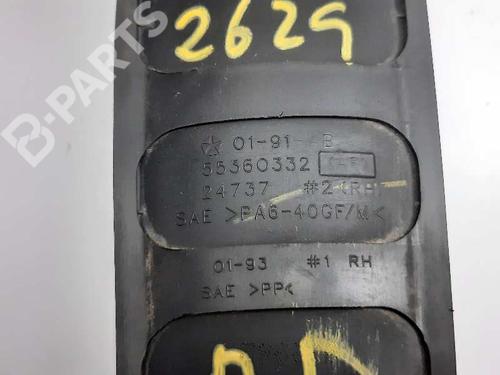 2629
01-91 B
55360332
24737 #2 RH
SAE >PA6-40GF/M<
01-93 #1 RH
SAE >PP<
B-PARTS